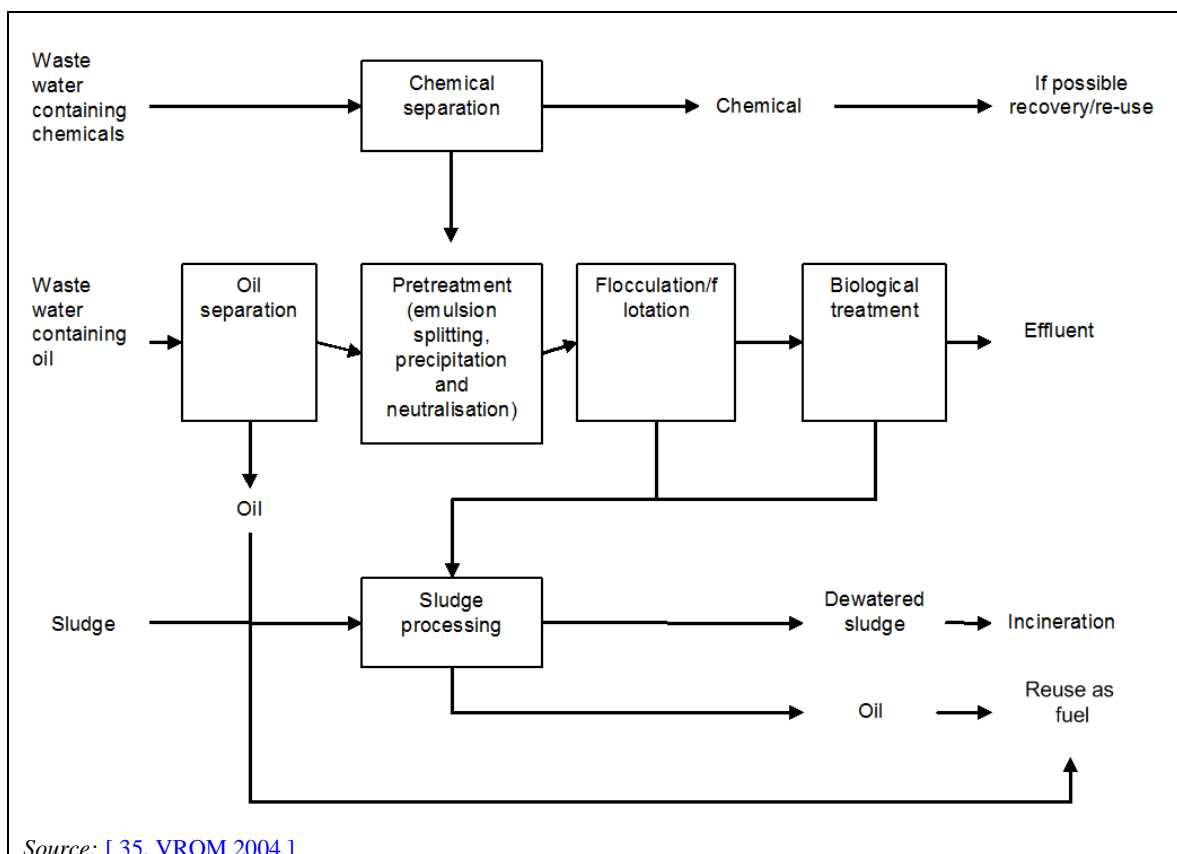 Waste
water
containing
chemicals
Chemical
separation
Chemical
If possible
recovery/re-use
Waste
water
containing
oil
Oil
separation
Pretreatment
(emulsion
splitting,
precipitation
and
neutralisation)
Flocculation/f
lotation
Biological
treatment
Effluent
Oil
Sludge
Sludge
processing
Dewatered
sludge
Incineration
Oil
Reuse as
fuel
Source: [ 35, VROM 2004 ]